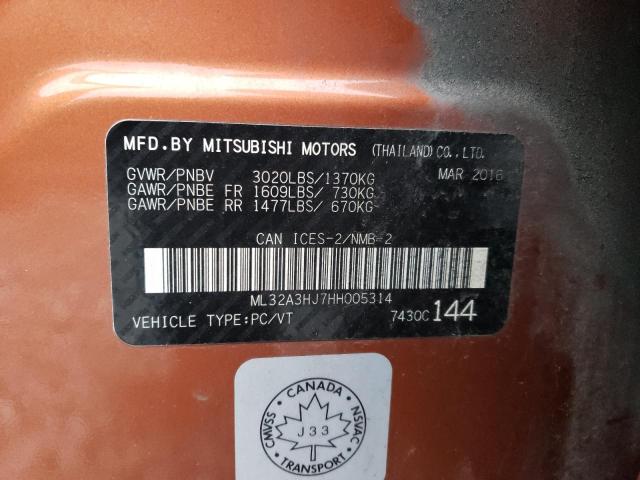 MFD.BY MITSUBISHI MOTORS (THAILAND)CO.,LTD.
GVWR/PNBV 3020LBS/1370KG MAR 2016
GAWR/PNBE FR 1609LBS/ 730KG
GAWR/PNBE RR 1477LBS/ 670KG
CAN ICES-2/NMB-2
ML32A3HJ7HH005314
VEHICLE TYPE:PC/VT 7430C 144
CANADA
CMVSS J33 NSVAC
TRANSPORT